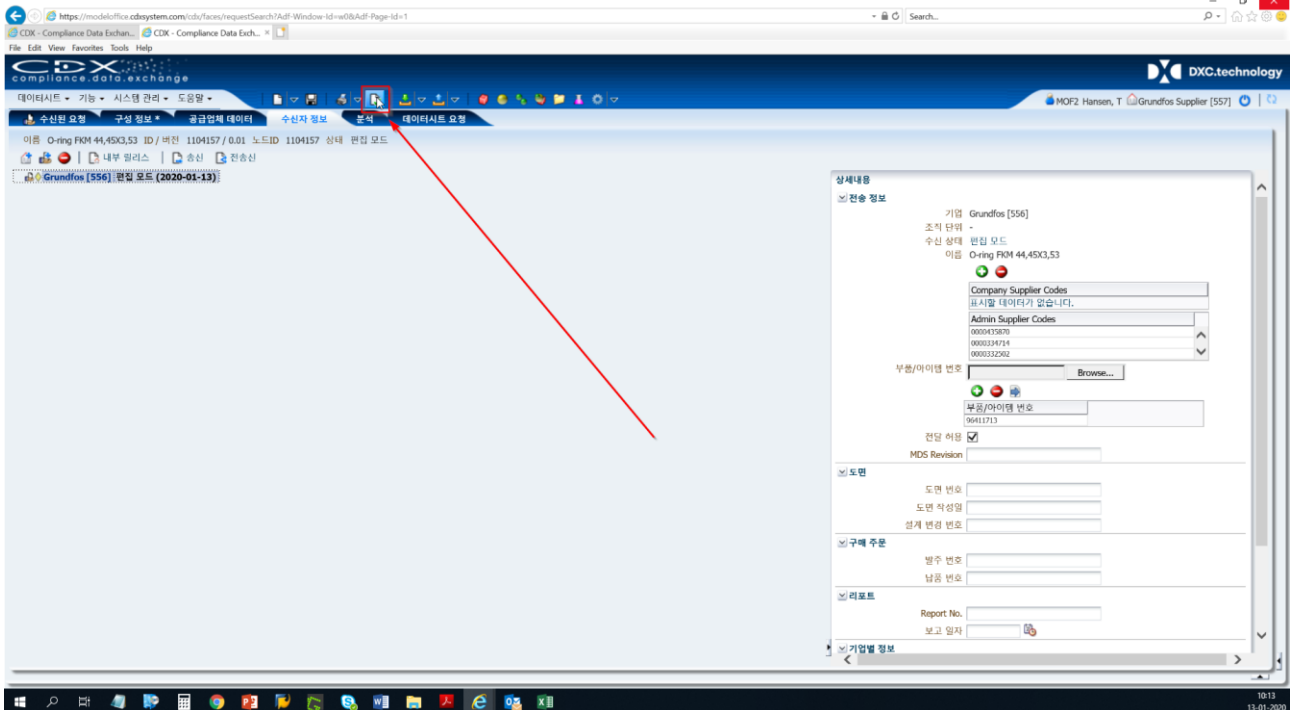 https://modeloffice.cdxsystem.com/cdx/faces/requestSearch?Adf-Window-Id=w0&Adf-Page-Id=1
Search...
CDX - Compliance Data Exchan...
CDX - Compliance Data Exch...
File Edit View Favorites Tools Help
CDX
compliance.data.exchange
DXC.technology
데이터시트 기능 시스템 관리 도움말
MOF2 Hansen, T Grundfos Supplier [557]
수신된 요청 구성 정보 * 공급업체 데이터 수신자 정보 분석 데이터시트 요청
이름 O-ring FKM 44,45X3,53 ID / 버전 1104157 / 0.01 노드ID 1104157 상태 편집 모드
내부 릴리스 송신 전송신
Grundfos [556] 편집 모드 (2020-01-13)
상세내용
전송 정보
기업 Grundfos [556]
조직 단위 -
수신 상태 편집 모드
이름 O-ring FKM 44,45X3,53
Company Supplier Codes
표시할 데이터가 없습니다.
Admin Supplier Codes
0000435870
0000334714
0000332502
부품/아이템 번호 Browse...
부품/아이템 번호
96411713
전달 허용
MDS Revision
도면
도면 번호
도면 작성일
설계 변경 번호
구매 주문
발주 번호
납품 번호
리포트
Report No.
보고 일자
기업별 정보
10:13
13-01-2020